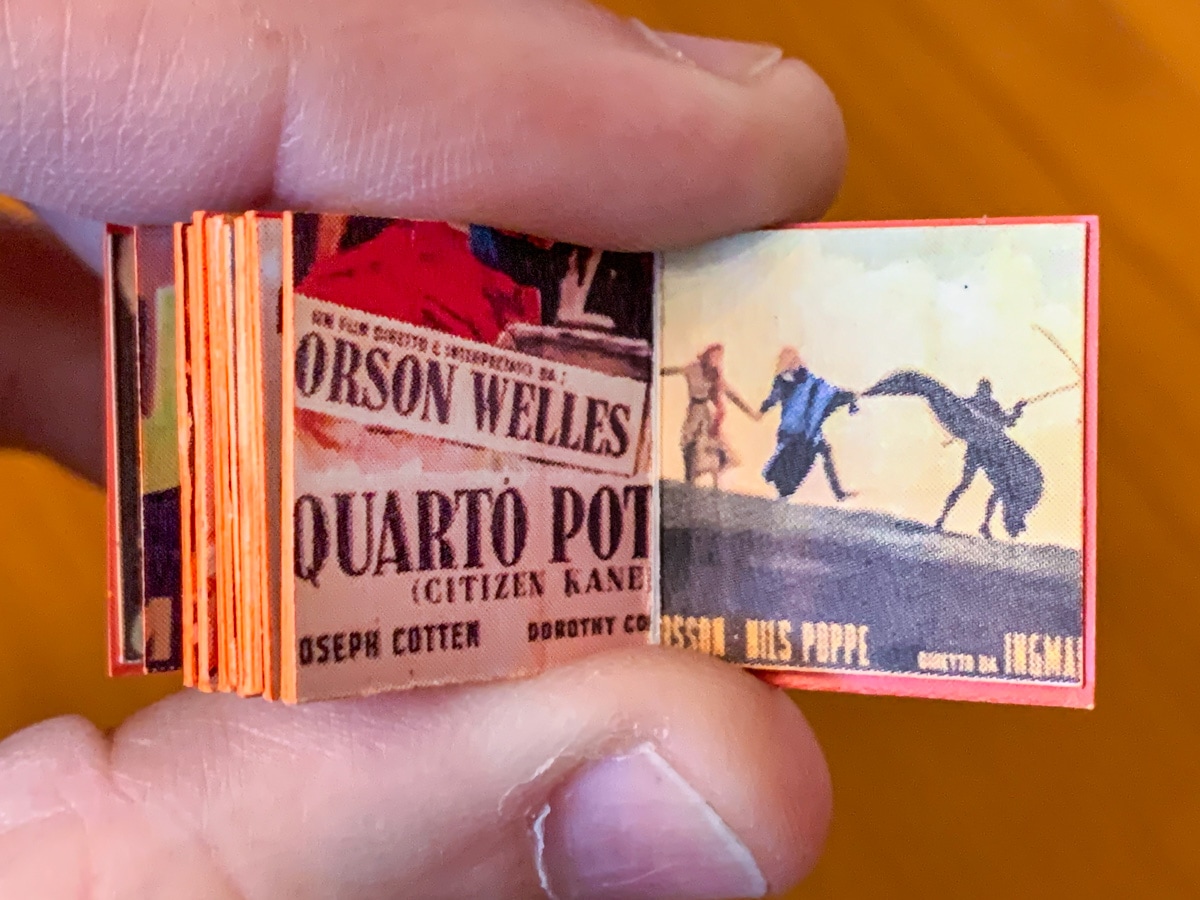 UN FILM DIRETTO E INTERPRETATO DA :
ORSON WELLES
QUARTO POT
(CITIZEN KANE
OSEPH COTTEN DOROTHY CO
RSSON · NILS POPPE DIRETTO DA INGMA